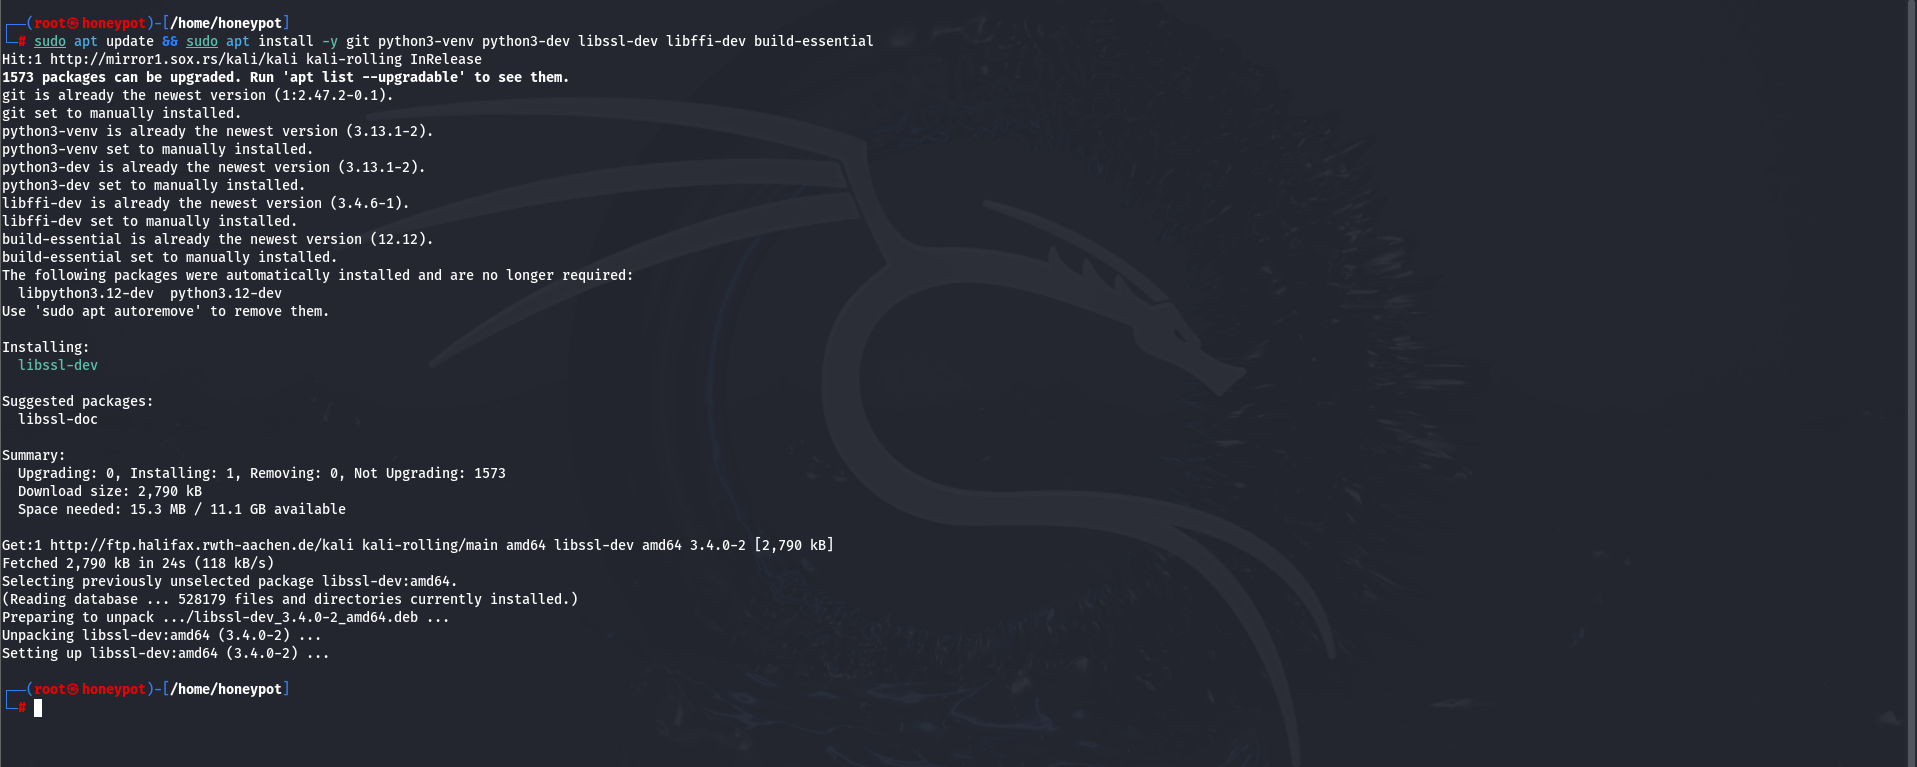 ┌──(root㉿honeypot)-[/home/honeypot]
└─# sudo apt update && sudo apt install -y git python3-venv python3-dev libssl-dev libffi-dev build-essential
Hit:1 http://mirror1.sox.rs/kali/kali kali-rolling InRelease
1573 packages can be upgraded. Run 'apt list --upgradable' to see them.
git is already the newest version (1:2.47.2-0.1).
git set to manually installed.
python3-venv is already the newest version (3.13.1-2).
python3-venv set to manually installed.
python3-dev is already the newest version (3.13.1-2).
python3-dev set to manually installed.
libffi-dev is already the newest version (3.4.6-1).
libffi-dev set to manually installed.
build-essential is already the newest version (12.12).
build-essential set to manually installed.
The following packages were automatically installed and are no longer required:
  libpython3.12-dev  python3.12-dev
Use 'sudo apt autoremove' to remove them.

Installing:
  libssl-dev

Suggested packages:
  libssl-doc

Summary:
  Upgrading: 0, Installing: 1, Removing: 0, Not Upgrading: 1573
  Download size: 2,790 kB
  Space needed: 15.3 MB / 11.1 GB available

Get:1 http://ftp.halifax.rwth-aachen.de/kali kali-rolling/main amd64 libssl-dev amd64 3.4.0-2 [2,790 kB]
Fetched 2,790 kB in 24s (118 kB/s)
Selecting previously unselected package libssl-dev:amd64.
(Reading database ... 528179 files and directories currently installed.)
Preparing to unpack .../libssl-dev_3.4.0-2_amd64.deb ...
Unpacking libssl-dev:amd64 (3.4.0-2) ...
Setting up libssl-dev:amd64 (3.4.0-2) ...

┌──(root㉿honeypot)-[/home/honeypot]
└─#